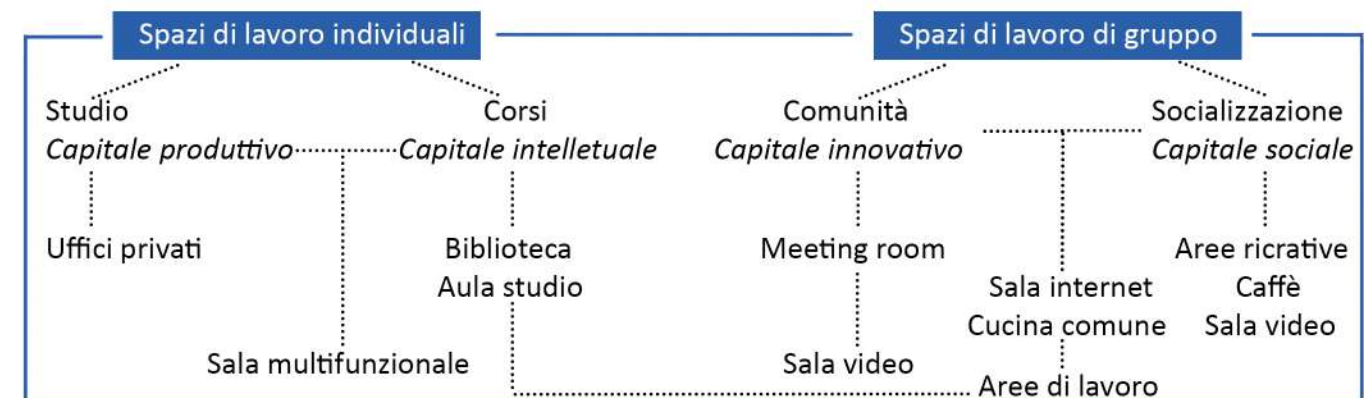 Spazi di lavoro individuali
Spazi di lavoro di gruppo
Studio
Capitale produttivo
Corsi
Capitale intelletuale
Comunità
Capitale innovativo
Socializzazione
Capitale sociale
Uffici privati
Biblioteca
Aula studio
Meeting room
Sala internet
Cucina comune
Aree ricrative
Caffè
Sala video
Sala multifunzionale
Sala video
Aree di lavoro